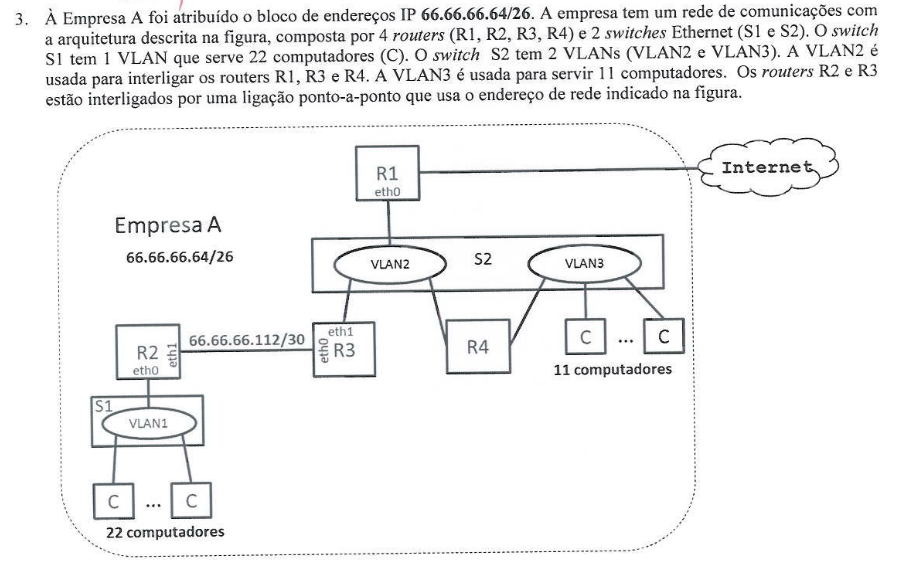 3. À Empresa A foi atribuído o bloco de endereços IP 66.66.66.64/26. A empresa tem um rede de comunicações com
a arquitetura descrita na figura, composta por 4 routers (R1, R2, R3, R4) e 2 switches Ethernet (S1 e S2). O switch
S1 tem 1 VLAN que serve 22 computadores (C). O switch S2 tem 2 VLANs (VLAN2 e VLAN3). A VLAN2 é
usada para interligar os routers R1, R3 e R4. A VLAN3 é usada para servir 11 computadores. Os routers R2 e R3
estão interligados por uma ligação ponto-a-ponto que usa o endereço de rede indicado na figura.
R1
eth0
Internet
Empresa A
66.66.66.64/26
VLAN2
S2
VLAN3
R2
eth0
eth1
66.66.66.112/30
eth1
eth0
R3
R4
C
...
C
11 computadores
S1
VLAN1
C
...
C
22 computadores